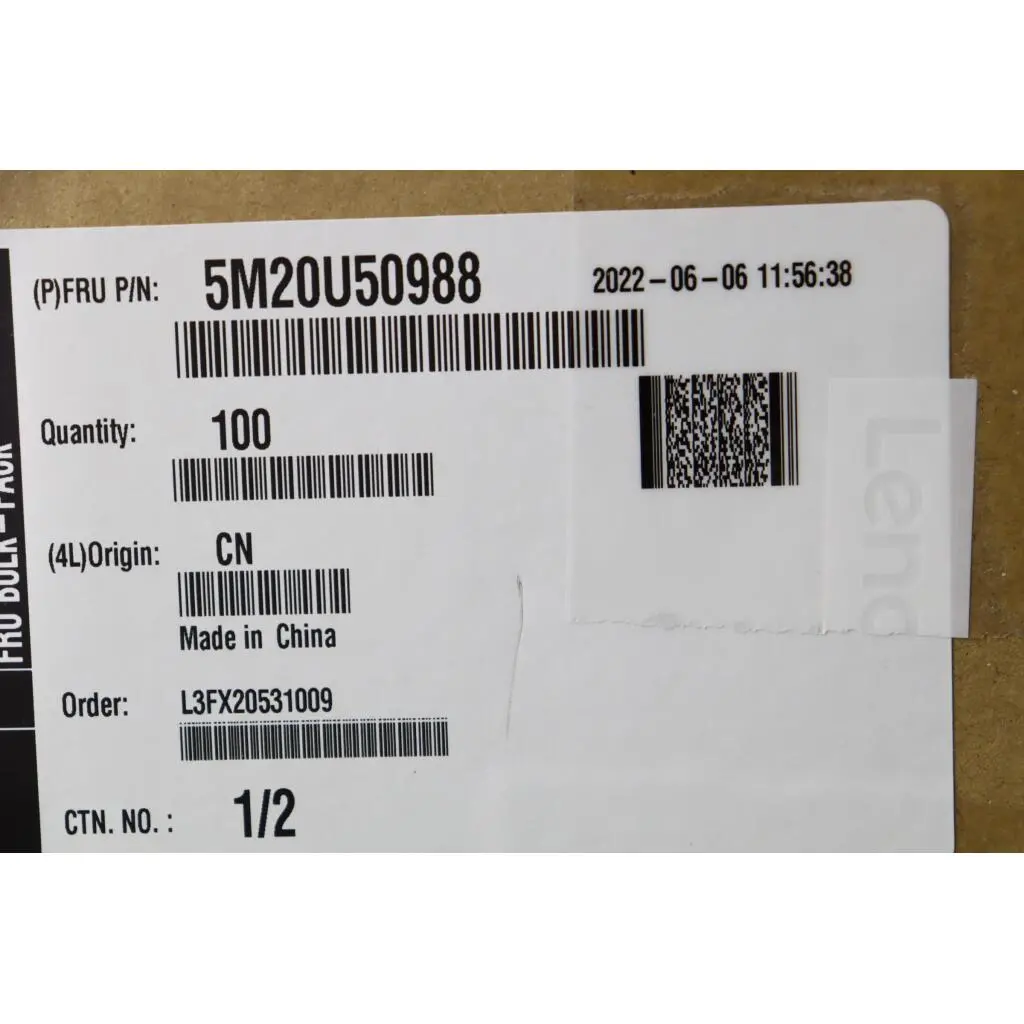 (P)FRU P/N: 5M20U50988 2022-06-06 11:56:38
Quantity: 100
(4L)Origin: CN
Made in China
Order: L3FX20531009
CTN. NO.: 1/2
FRU BULK-PACK
Leno